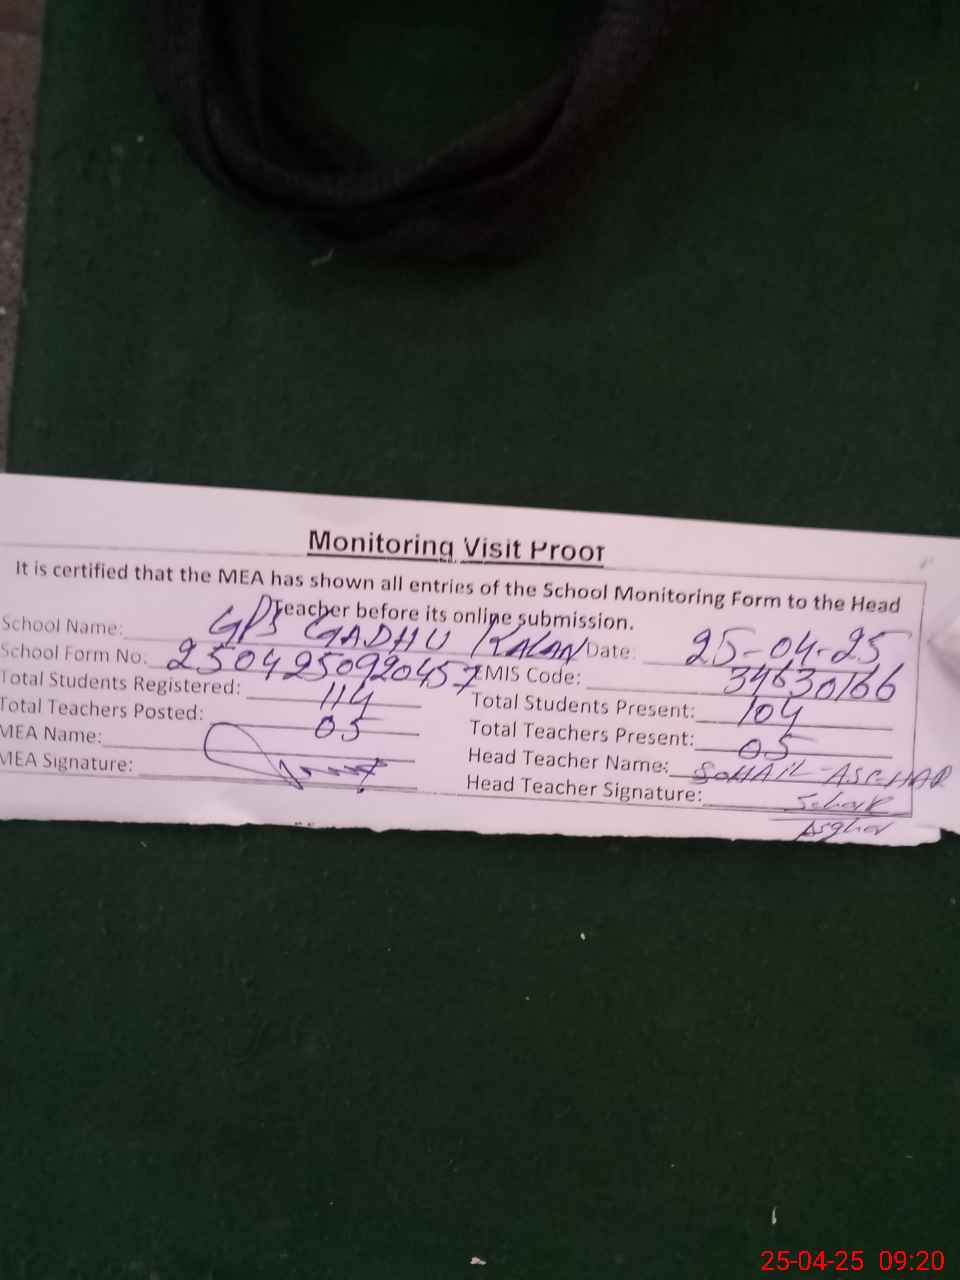 Monitoring Visit Proof
It is certified that the MEA has shown all entries of the School Monitoring Form to the Head
Teacher before its online submission.
School Name: GPS GADHU KALAN Date: 25-04-25
School Form No: 2504250920457 EMIS Code: 34630166
Total Students Registered: 114 Total Students Present: 104
Total Teachers Posted: 05 Total Teachers Present: 05
MEA Name: Head Teacher Name: SOHAIL ASGHAR
MEA Signature: Head Teacher Signature: Sohail
Asghar
25-04-25 09:20